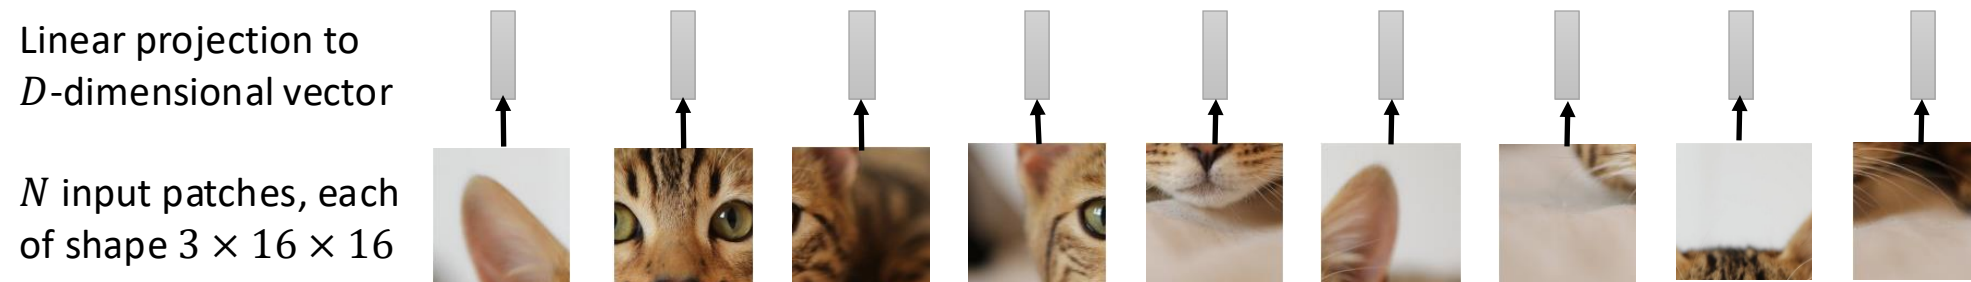 Linear projection to
D-dimensional vector
N input patches, each
of shape 3 × 16 × 16